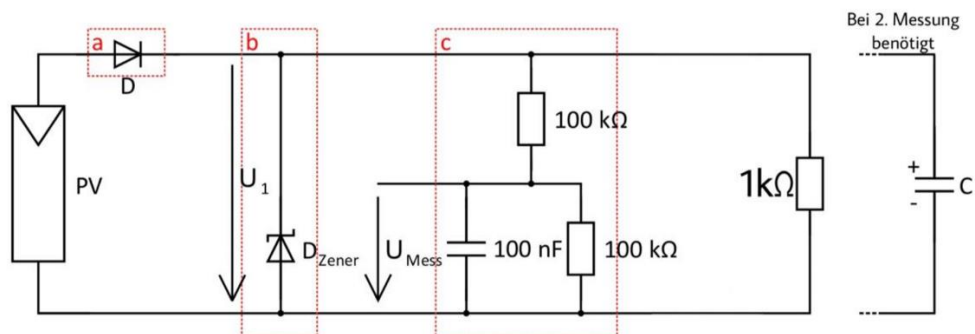 Bei 2. Messung
benötigt
a
b
c
D
100 kΩ
PV
U1
1kΩ
+
-
C
DZener
UMess
100 nF
100 kΩ